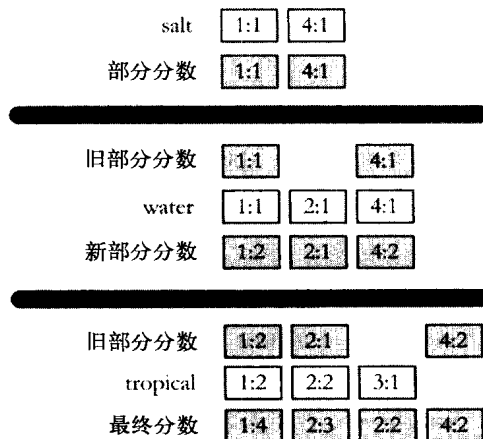 salt 1:1 4:1
部分分数 1:1 4:1
旧部分分数 1:1 4:1
water 1:1 2:1 4:1
新部分分数 1:2 2:1 4:2
旧部分分数 1:2 2:1 4:2
tropical 1:2 2:2 3:1
最终分数 1:4 2:3 2:2 4:2